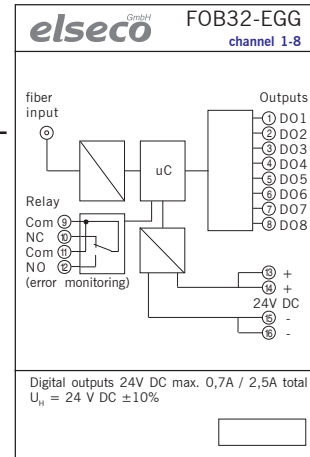 elseco GmbH
FOB32-EGG
channel 1-8
fiber
input
Outputs
1 DO1
2 DO2
3 DO3
4 DO4
5 DO5
6 DO6
7 DO7
8 DO8
uC
Relay
Com 9
NC 10
Com 11
NO 12
(error monitoring)
13 +
14 +
24V DC
15 -
16 -
Digital outputs 24V DC max. 0,7A / 2,5A total
UH = 24 V DC ±10%